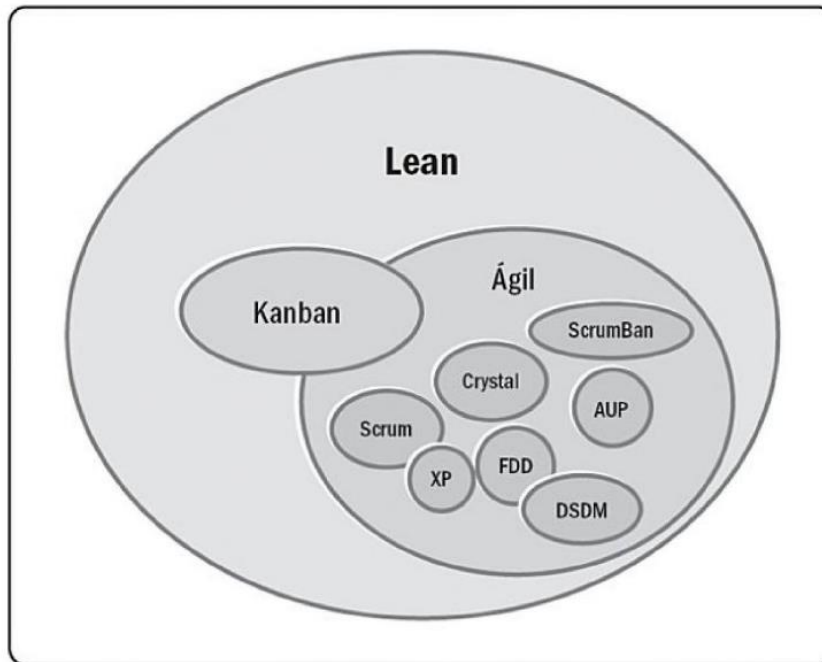 Lean
Ágil
Kanban
ScrumBan
Crystal
AUP
Scrum
FDD
XP
DSDM